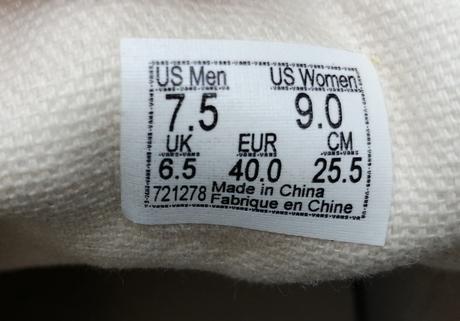 US Men US Women
7.5 9.0
UK EUR CM
6.5 40.0 25.5
721278 Made in China
Fabrique en Chine